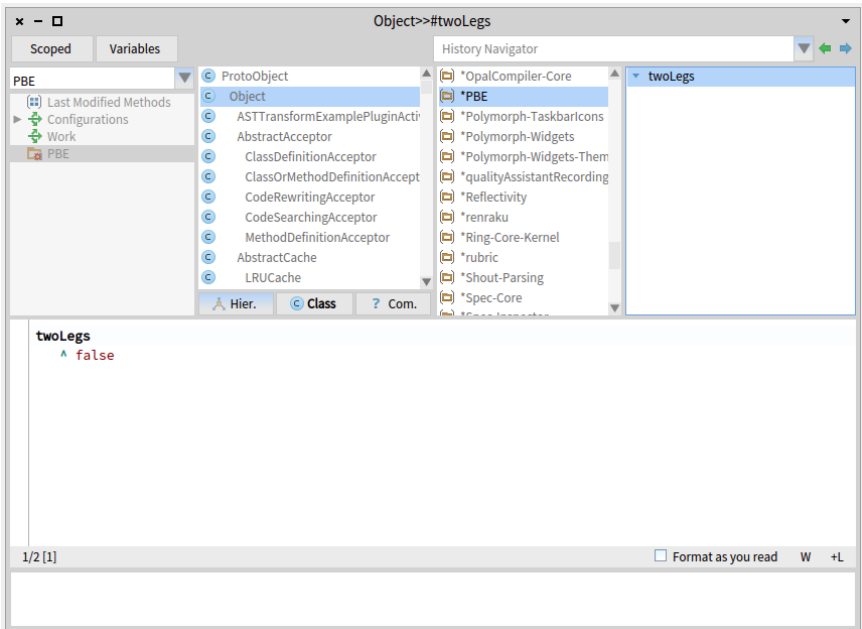 Object>>#twoLegs
Scoped
Variables
History Navigator
PBE
Last Modified Methods
Configurations
Work
PBE
ProtoObject
Object
ASTTransformExamplePluginActi
AbstractAcceptor
ClassDefinitionAcceptor
ClassOrMethodDefinitionAccept
CodeRewritingAcceptor
CodeSearchingAcceptor
MethodDefinitionAcceptor
AbstractCache
LRUCache
Hier.
C Class
? Com.
*OpalCompiler-Core
*PBE
*Polymorph-TaskbarIcons
*Polymorph-Widgets
*Polymorph-Widgets-Them
*qualityAssistantRecording
*Reflectivity
*renraku
*Ring-Core-Kernel
*rubric
*Shout-Parsing
*Spec-Core
twoLegs
twoLegs
^ false
1/2 [1]
Format as you read
W
+L